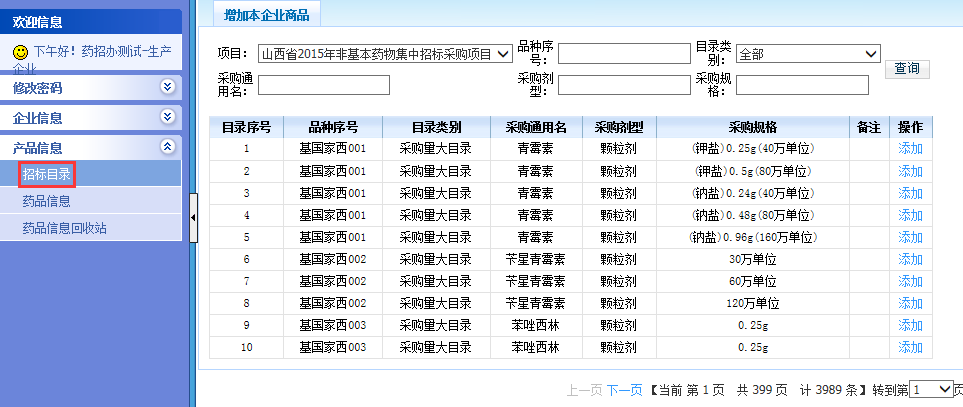 欢迎信息
下午好！药招办测试-生产
企业
修改密码
企业信息
产品信息
招标目录
药品信息
药品信息回收站
增加本企业商品
项目： 山西省2015年非基本药物集中招标采购项目 品种序号： 目录类别： 全部
采购通用名： 采购剂型： 采购规格： 查询
目录序号 品种序号 目录类别 采购通用名 采购剂型 采购规格 备注 操作
1 基国家西001 采购量大目录 青霉素 颗粒剂 (钾盐)0.25g(40万单位) 添加
2 基国家西001 采购量大目录 青霉素 颗粒剂 (钾盐)0.5g(80万单位) 添加
3 基国家西001 采购量大目录 青霉素 颗粒剂 (钠盐)0.24g(40万单位) 添加
4 基国家西001 采购量大目录 青霉素 颗粒剂 (钠盐)0.48g(80万单位) 添加
5 基国家西001 采购量大目录 青霉素 颗粒剂 (钠盐)0.96g(160万单位) 添加
6 基国家西002 采购量大目录 苄星青霉素 颗粒剂 30万单位 添加
7 基国家西002 采购量大目录 苄星青霉素 颗粒剂 60万单位 添加
8 基国家西002 采购量大目录 苄星青霉素 颗粒剂 120万单位 添加
9 基国家西003 采购量大目录 苯唑西林 颗粒剂 0.25g 添加
10 基国家西003 采购量大目录 苯唑西林 颗粒剂 0.25g 添加
上一页 下一页 【当前 第 1 页 共 399 页 计 3989 条】转到第 1 页